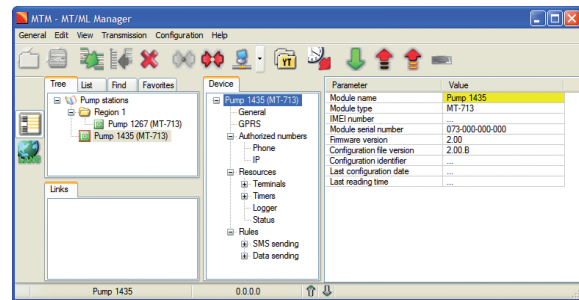 MTM - MT/ML Manager
General Edit View Transmission Configuration Help
YT
Tree List Find Favorites
Pump stations
Region 1
Pump 1267 (MT-713)
Pump 1435 (MT-713)
Links
Device
Pump 1435 (MT-713)
General
GPRS
Authorized numbers
Phone
IP
Resources
Terminals
Timers
Logger
Status
Rules
SMS sending
Data sending
Parameter Value
Module name Pump 1435
Module type MT-713
IMEI number ...
Module serial number 073-000-000-000
Firmware version 2.00
Configuration file version 2.00.B
Configuration identifier ...
Last configuration date ...
Last reading time ...
Pump 1435 0.0.0.0